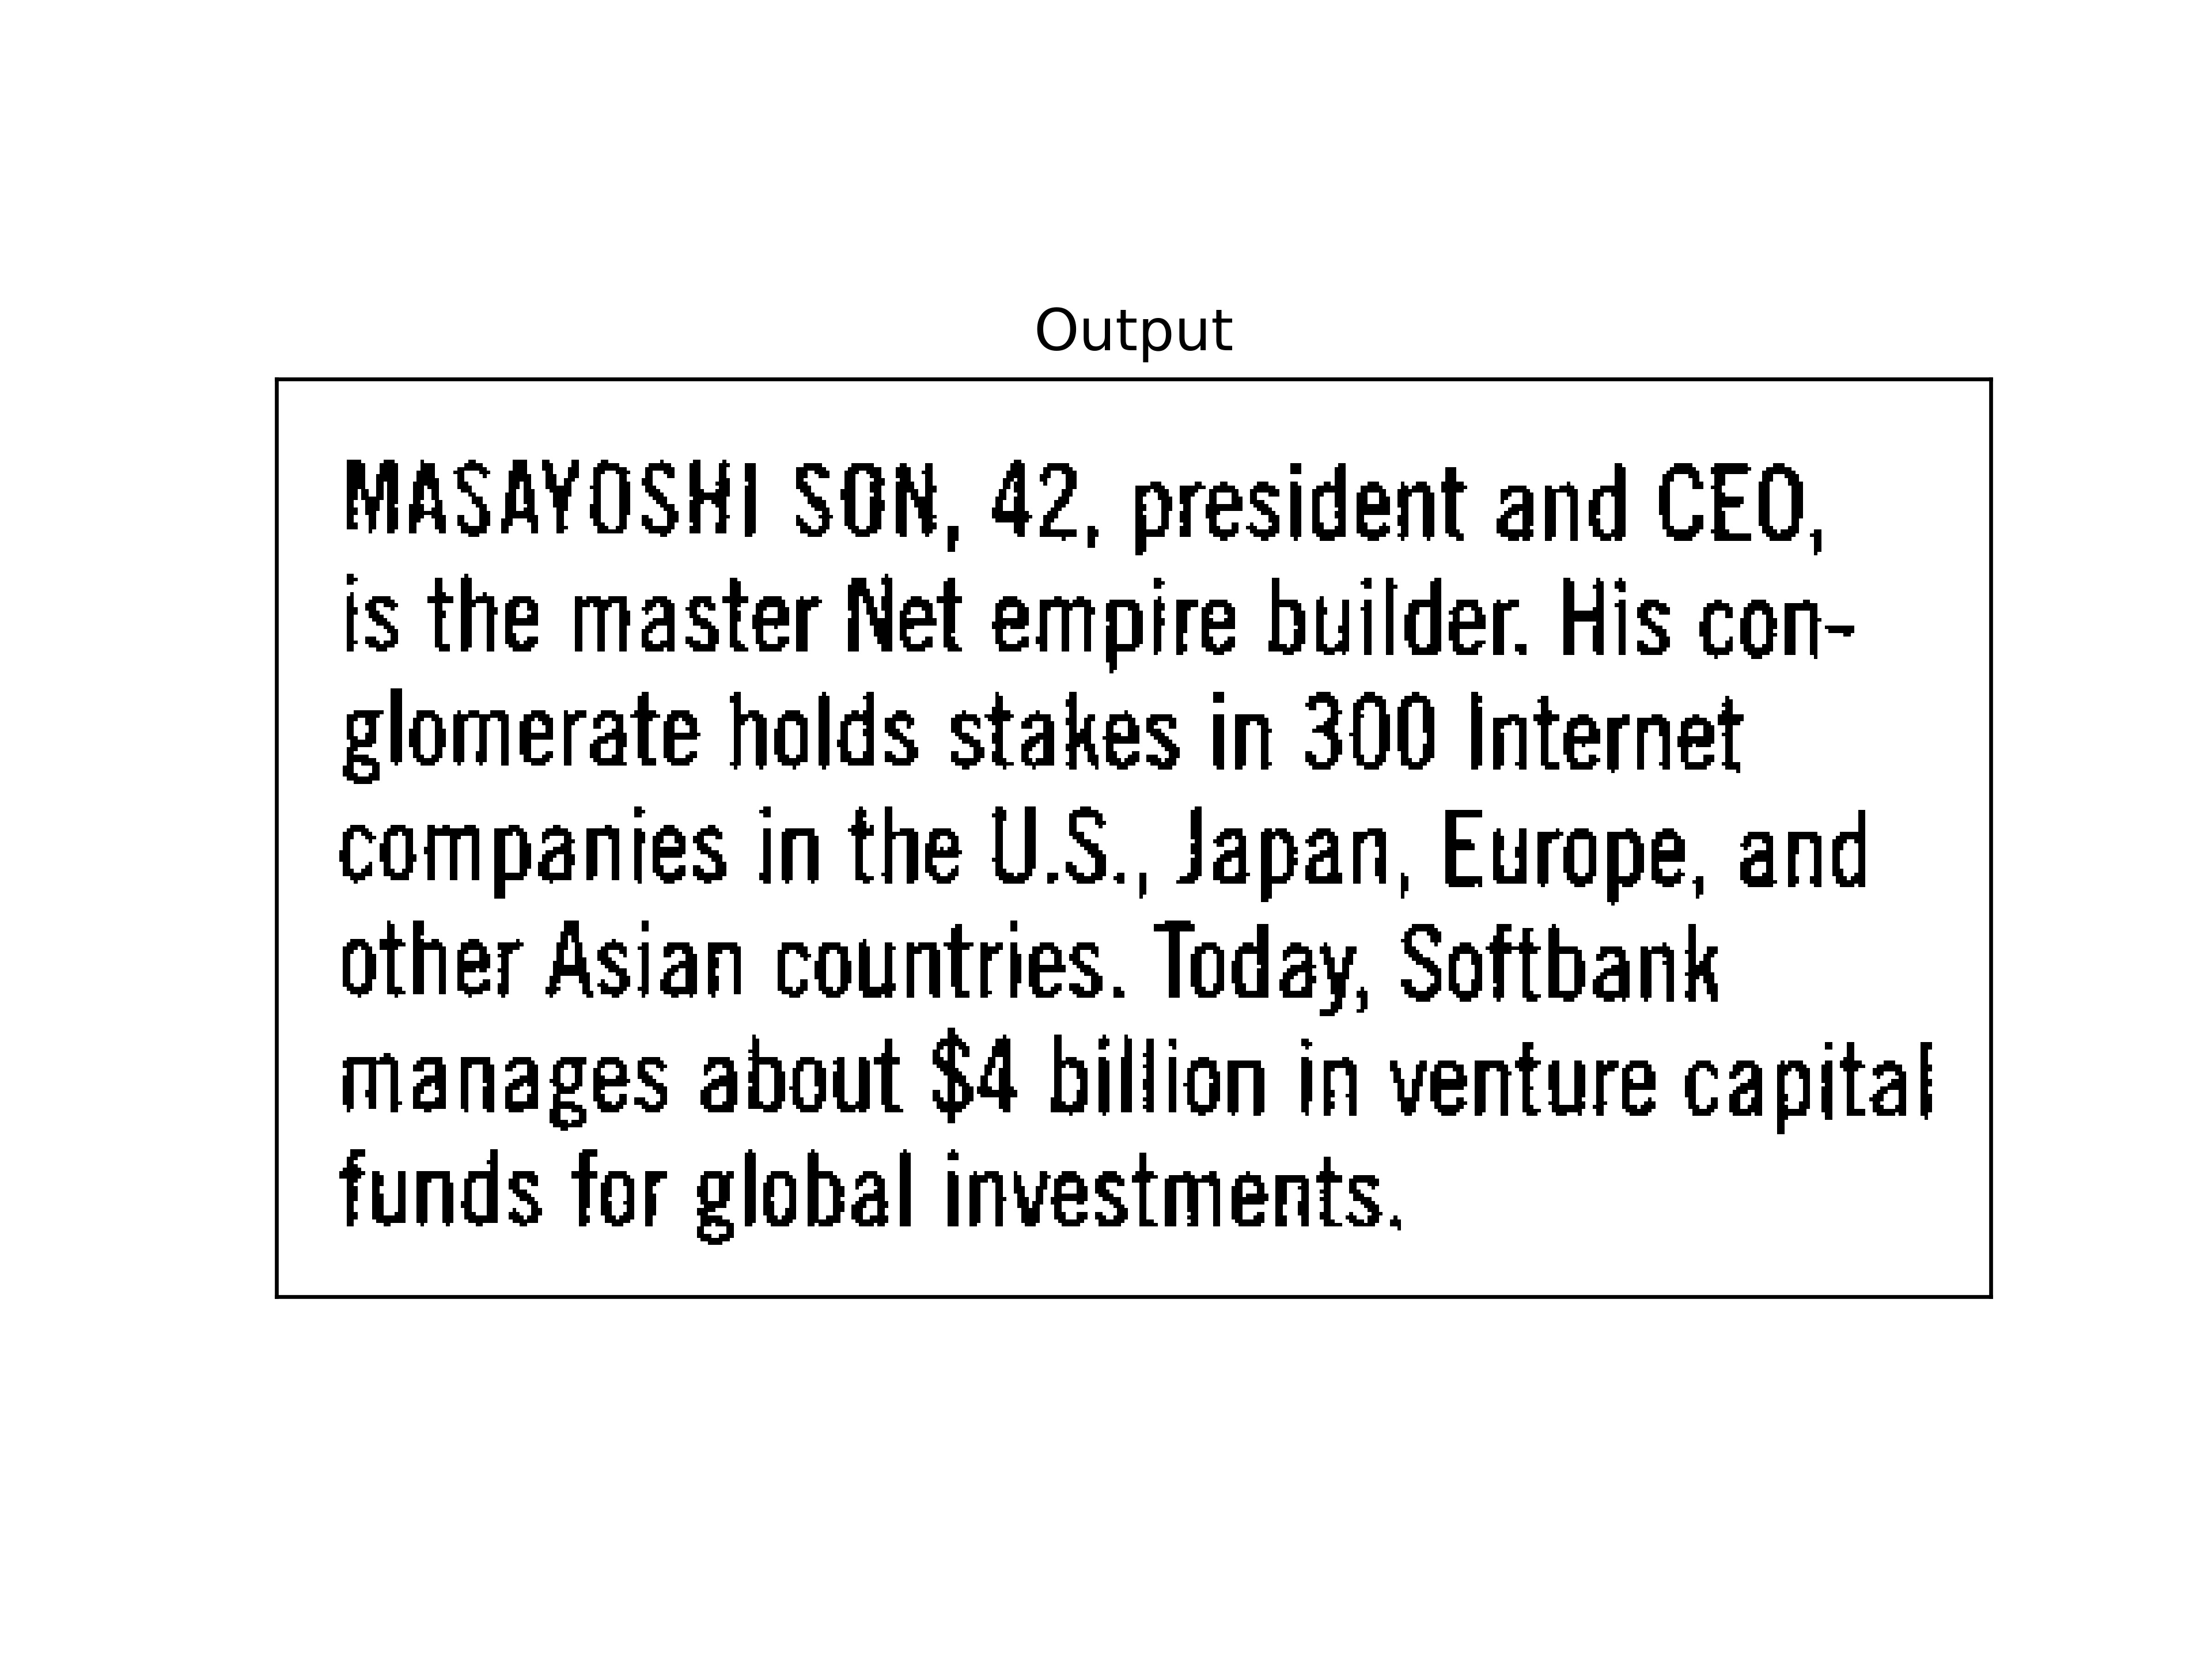 Output
MASAYOSHI SON, 42, president and CEO,
is the master Net empire builder. His con-
glomerate holds stakes in 300 Internet
companies in the U.S., Japan, Europe, and
other Asian countries. Today, Softbank
manages about $4 billion in venture capital
funds for global investments.